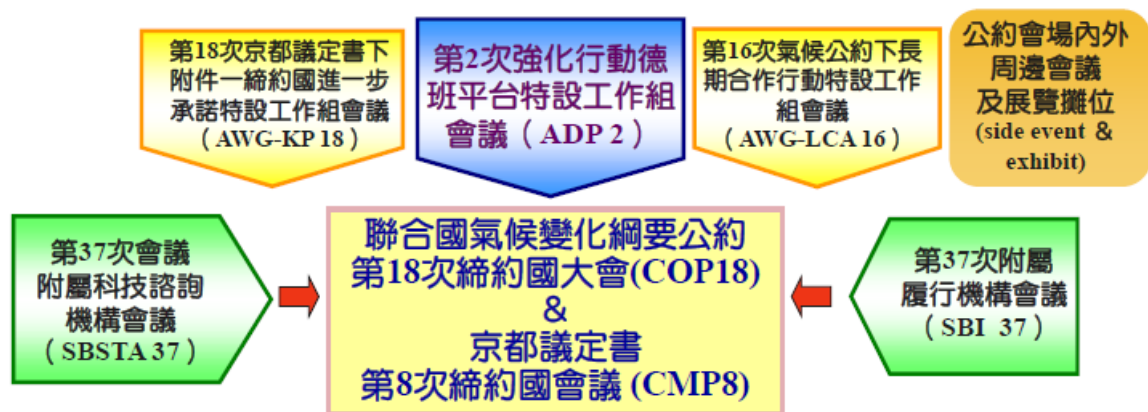 第18次京都議定書下
附件一締約國進一步
承諾特設工作組會議
（AWG-KP 18）
第2次強化行動德
班平台特設工作組
會議（ADP 2）
第16次氣候公約下長
期合作行動特設工作
組會議
（AWG-LCA 16）
公約會場內外
周邊會議
及展覽攤位
(side event &
exhibit)
第37次會議
附屬科技諮詢
機構會議
（SBSTA 37）
聯合國氣候變化綱要公約
第18次締約國大會(COP18)
&
京都議定書
第8次締約國會議 (CMP8)
第37次附屬
履行機構會議
(SBI 37)